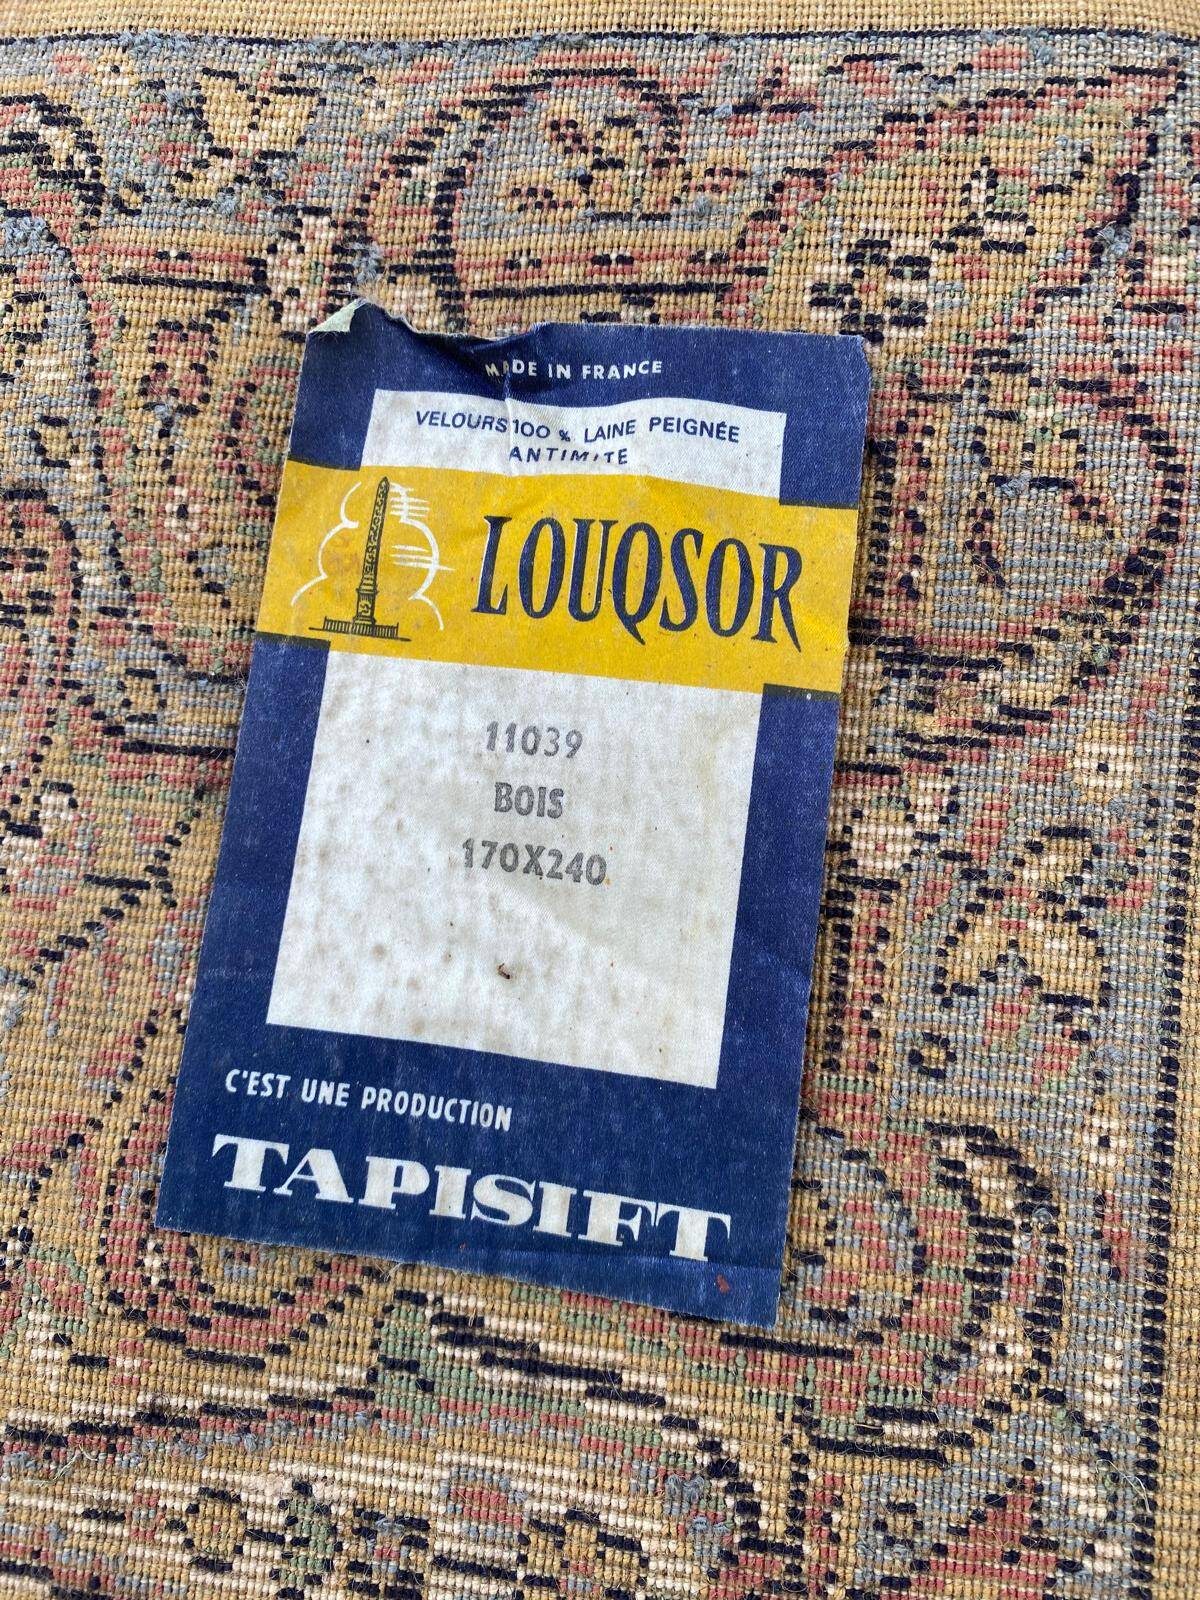 MADE IN FRANCE
VELOURS 100 % LAINE PEIGNÉE
ANTIMITE
LOUQSOR
11039
BOIS
170X240
C'EST UNE PRODUCTION
TAPISIFT